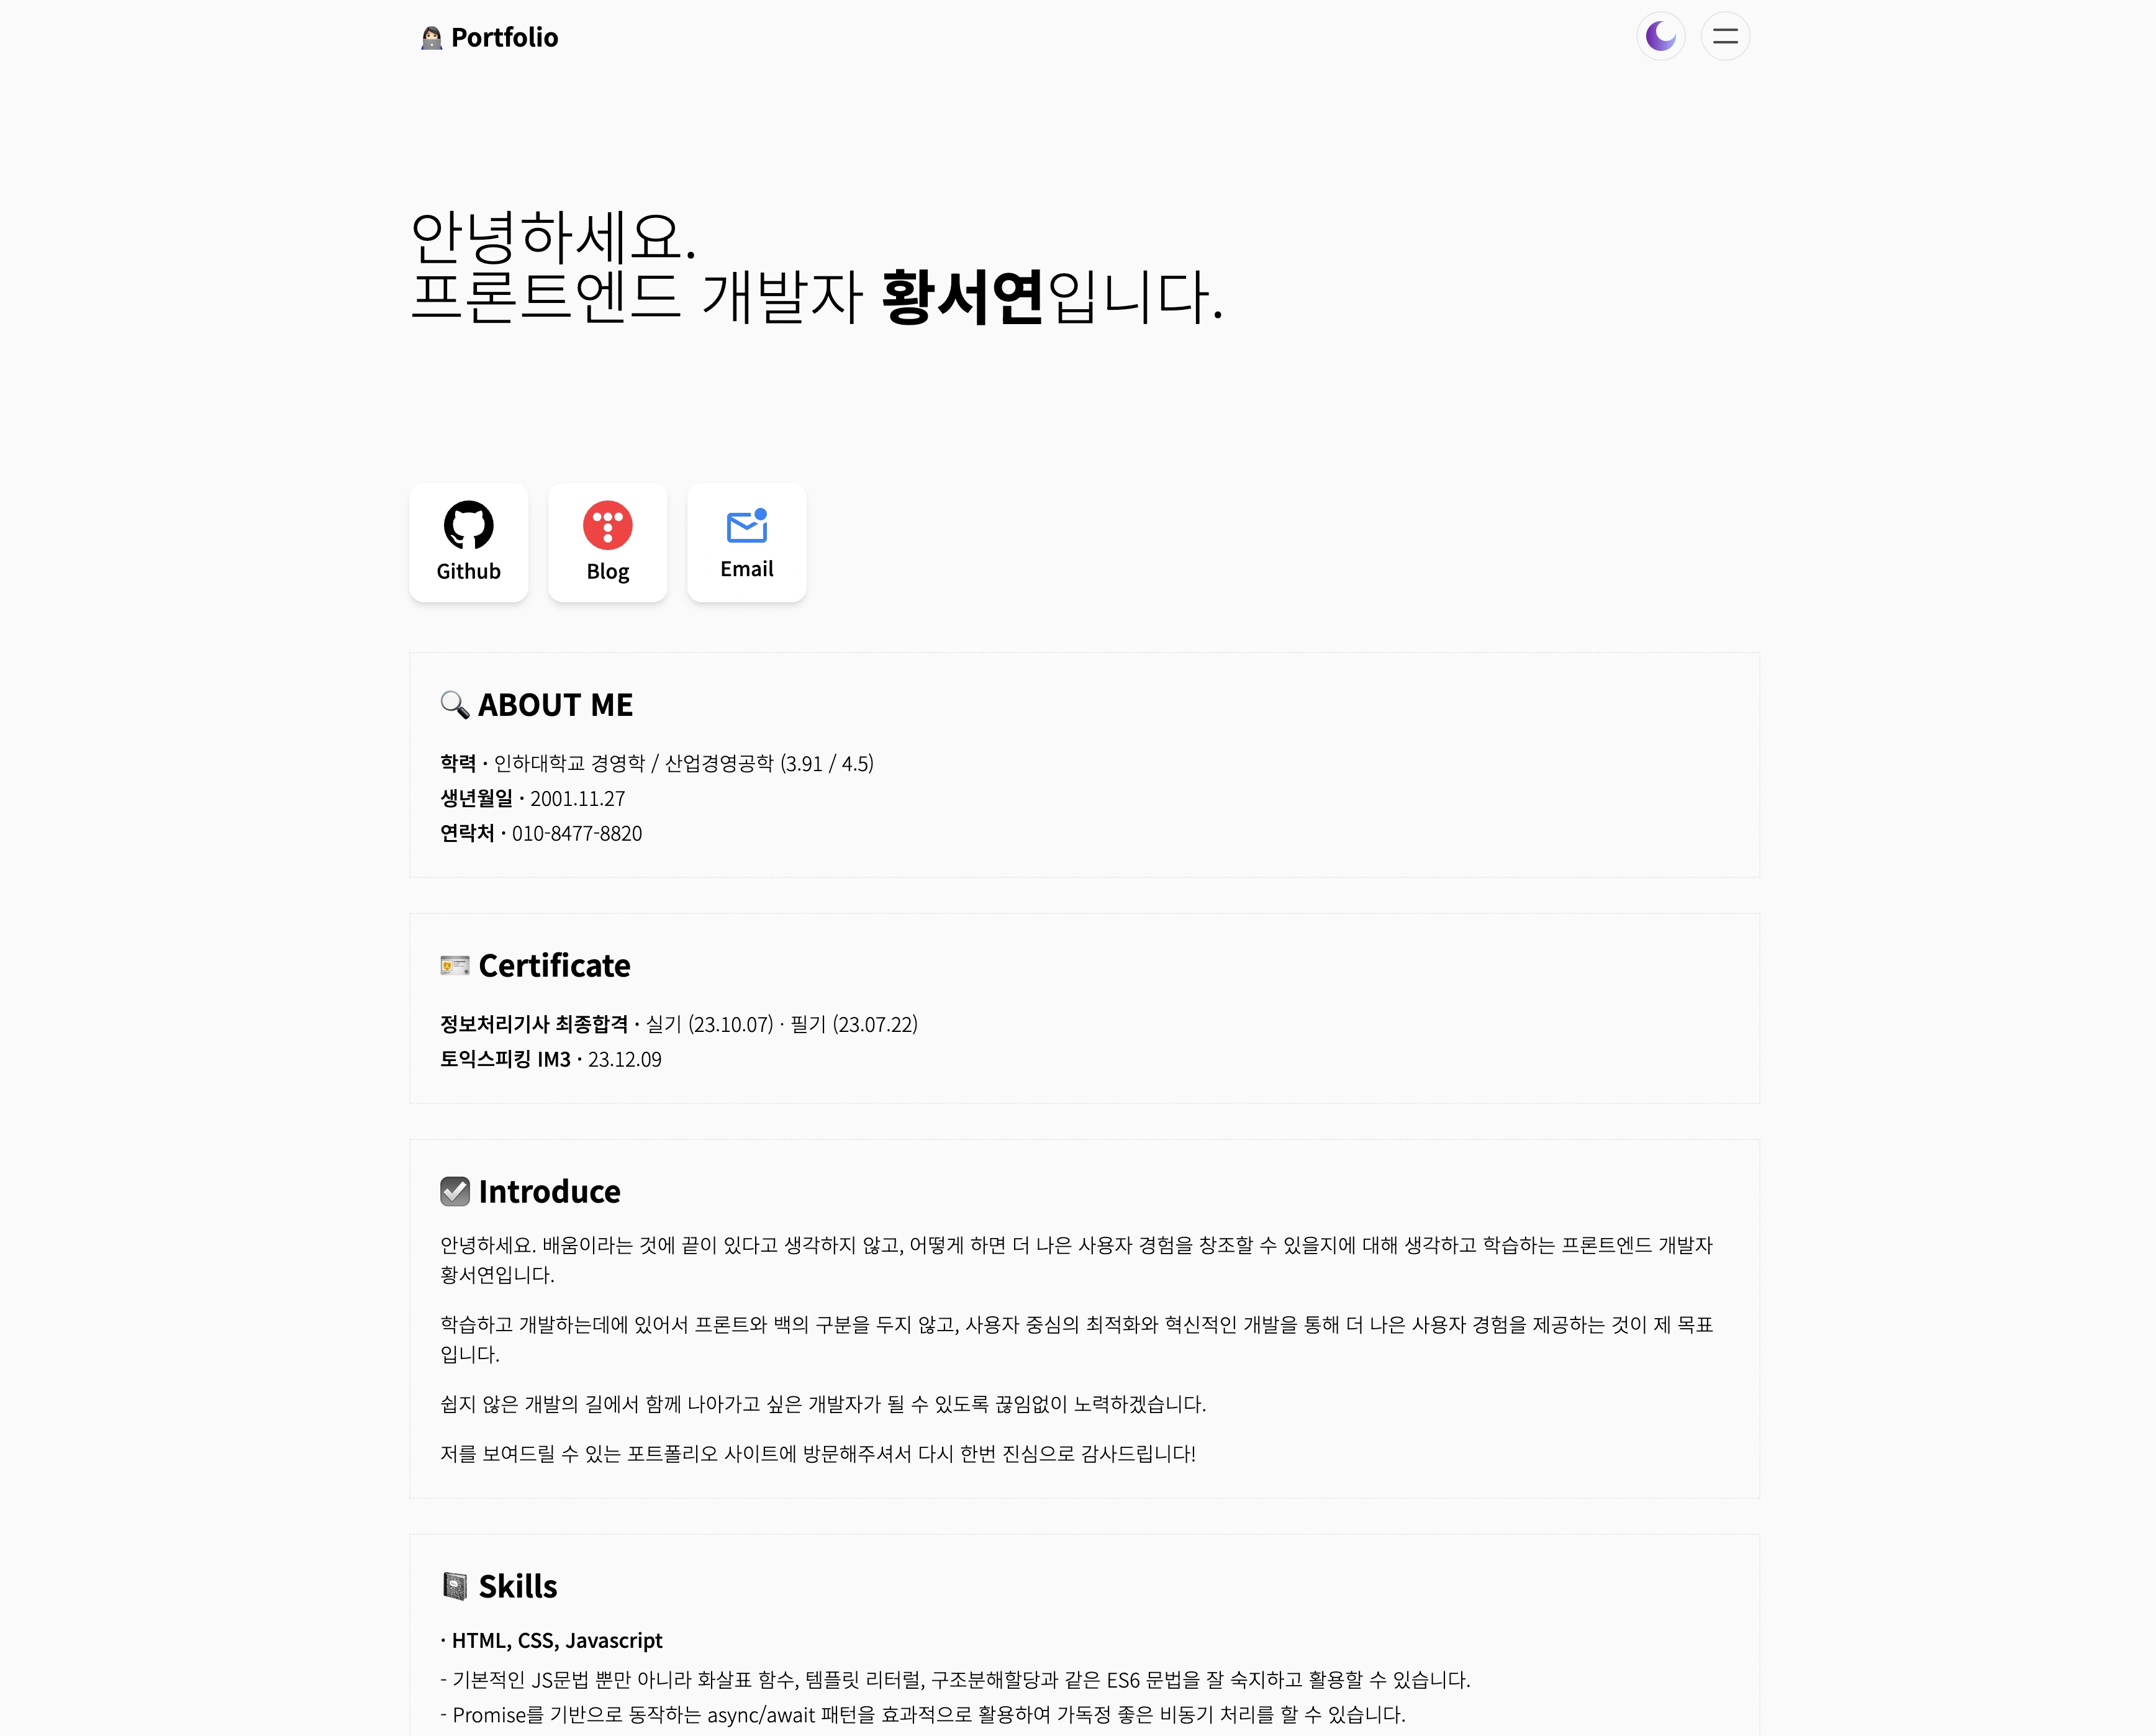 Portfolio
안녕하세요.
프론트엔드 개발자 황서연입니다.
Github
Blog
Email
ABOUT ME
학력 · 인하대학교 경영학 / 산업경영공학 (3.91 / 4.5)
생년월일 · 2001.11.27
연락처 · 010-8477-8820
Certificate
정보처리기사 최종합격 · 실기 (23.10.07) · 필기 (23.07.22)
토익스피킹 IM3 · 23.12.09
Introduce
안녕하세요. 배움이라는 것에 끝이 있다고 생각하지 않고, 어떻게 하면 더 나은 사용자 경험을 창조할 수 있을지에 대해 생각하고 학습하는 프론트엔드 개발자
황서연입니다.
학습하고 개발하는데에 있어서 프론트와 백의 구분을 두지 않고, 사용자 중심의 최적화와 혁신적인 개발을 통해 더 나은 사용자 경험을 제공하는 것이 제 목표
입니다.
쉽지 않은 개발의 길에서 함께 나아가고 싶은 개발자가 될 수 있도록 끊임없이 노력하겠습니다.
저를 보여드릴 수 있는 포트폴리오 사이트에 방문해주셔서 다시 한번 진심으로 감사드립니다!
Skills
· HTML, CSS, Javascript
- 기본적인 JS문법 뿐만 아니라 화살표 함수, 템플릿 리터럴, 구조분해할당과 같은 ES6 문법을 잘 숙지하고 활용할 수 있습니다.
- Promise를 기반으로 동작하는 async/await 패턴을 효과적으로 활용하여 가독정 좋은 비동기 처리를 할 수 있습니다.